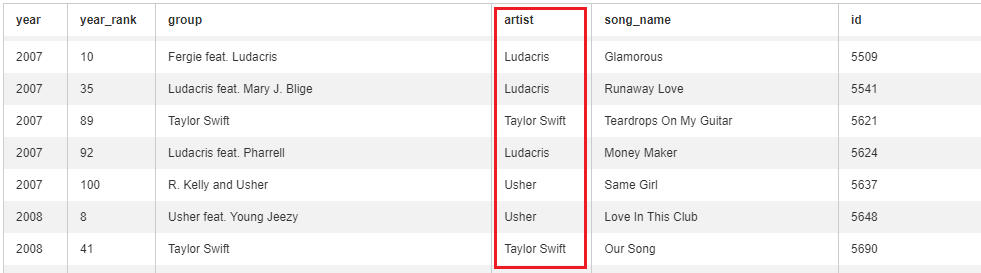 year year_rank group artist song_name id
2007 10 Fergie feat. Ludacris Ludacris Glamorous 5509
2007 35 Ludacris feat. Mary J. Blige Ludacris Runaway Love 5541
2007 89 Taylor Swift Taylor Swift Teardrops On My Guitar 5621
2007 92 Ludacris feat. Pharrell Ludacris Money Maker 5624
2007 100 R. Kelly and Usher Usher Same Girl 5637
2008 8 Usher feat. Young Jeezy Usher Love In This Club 5648
2008 41 Taylor Swift Taylor Swift Our Song 5690